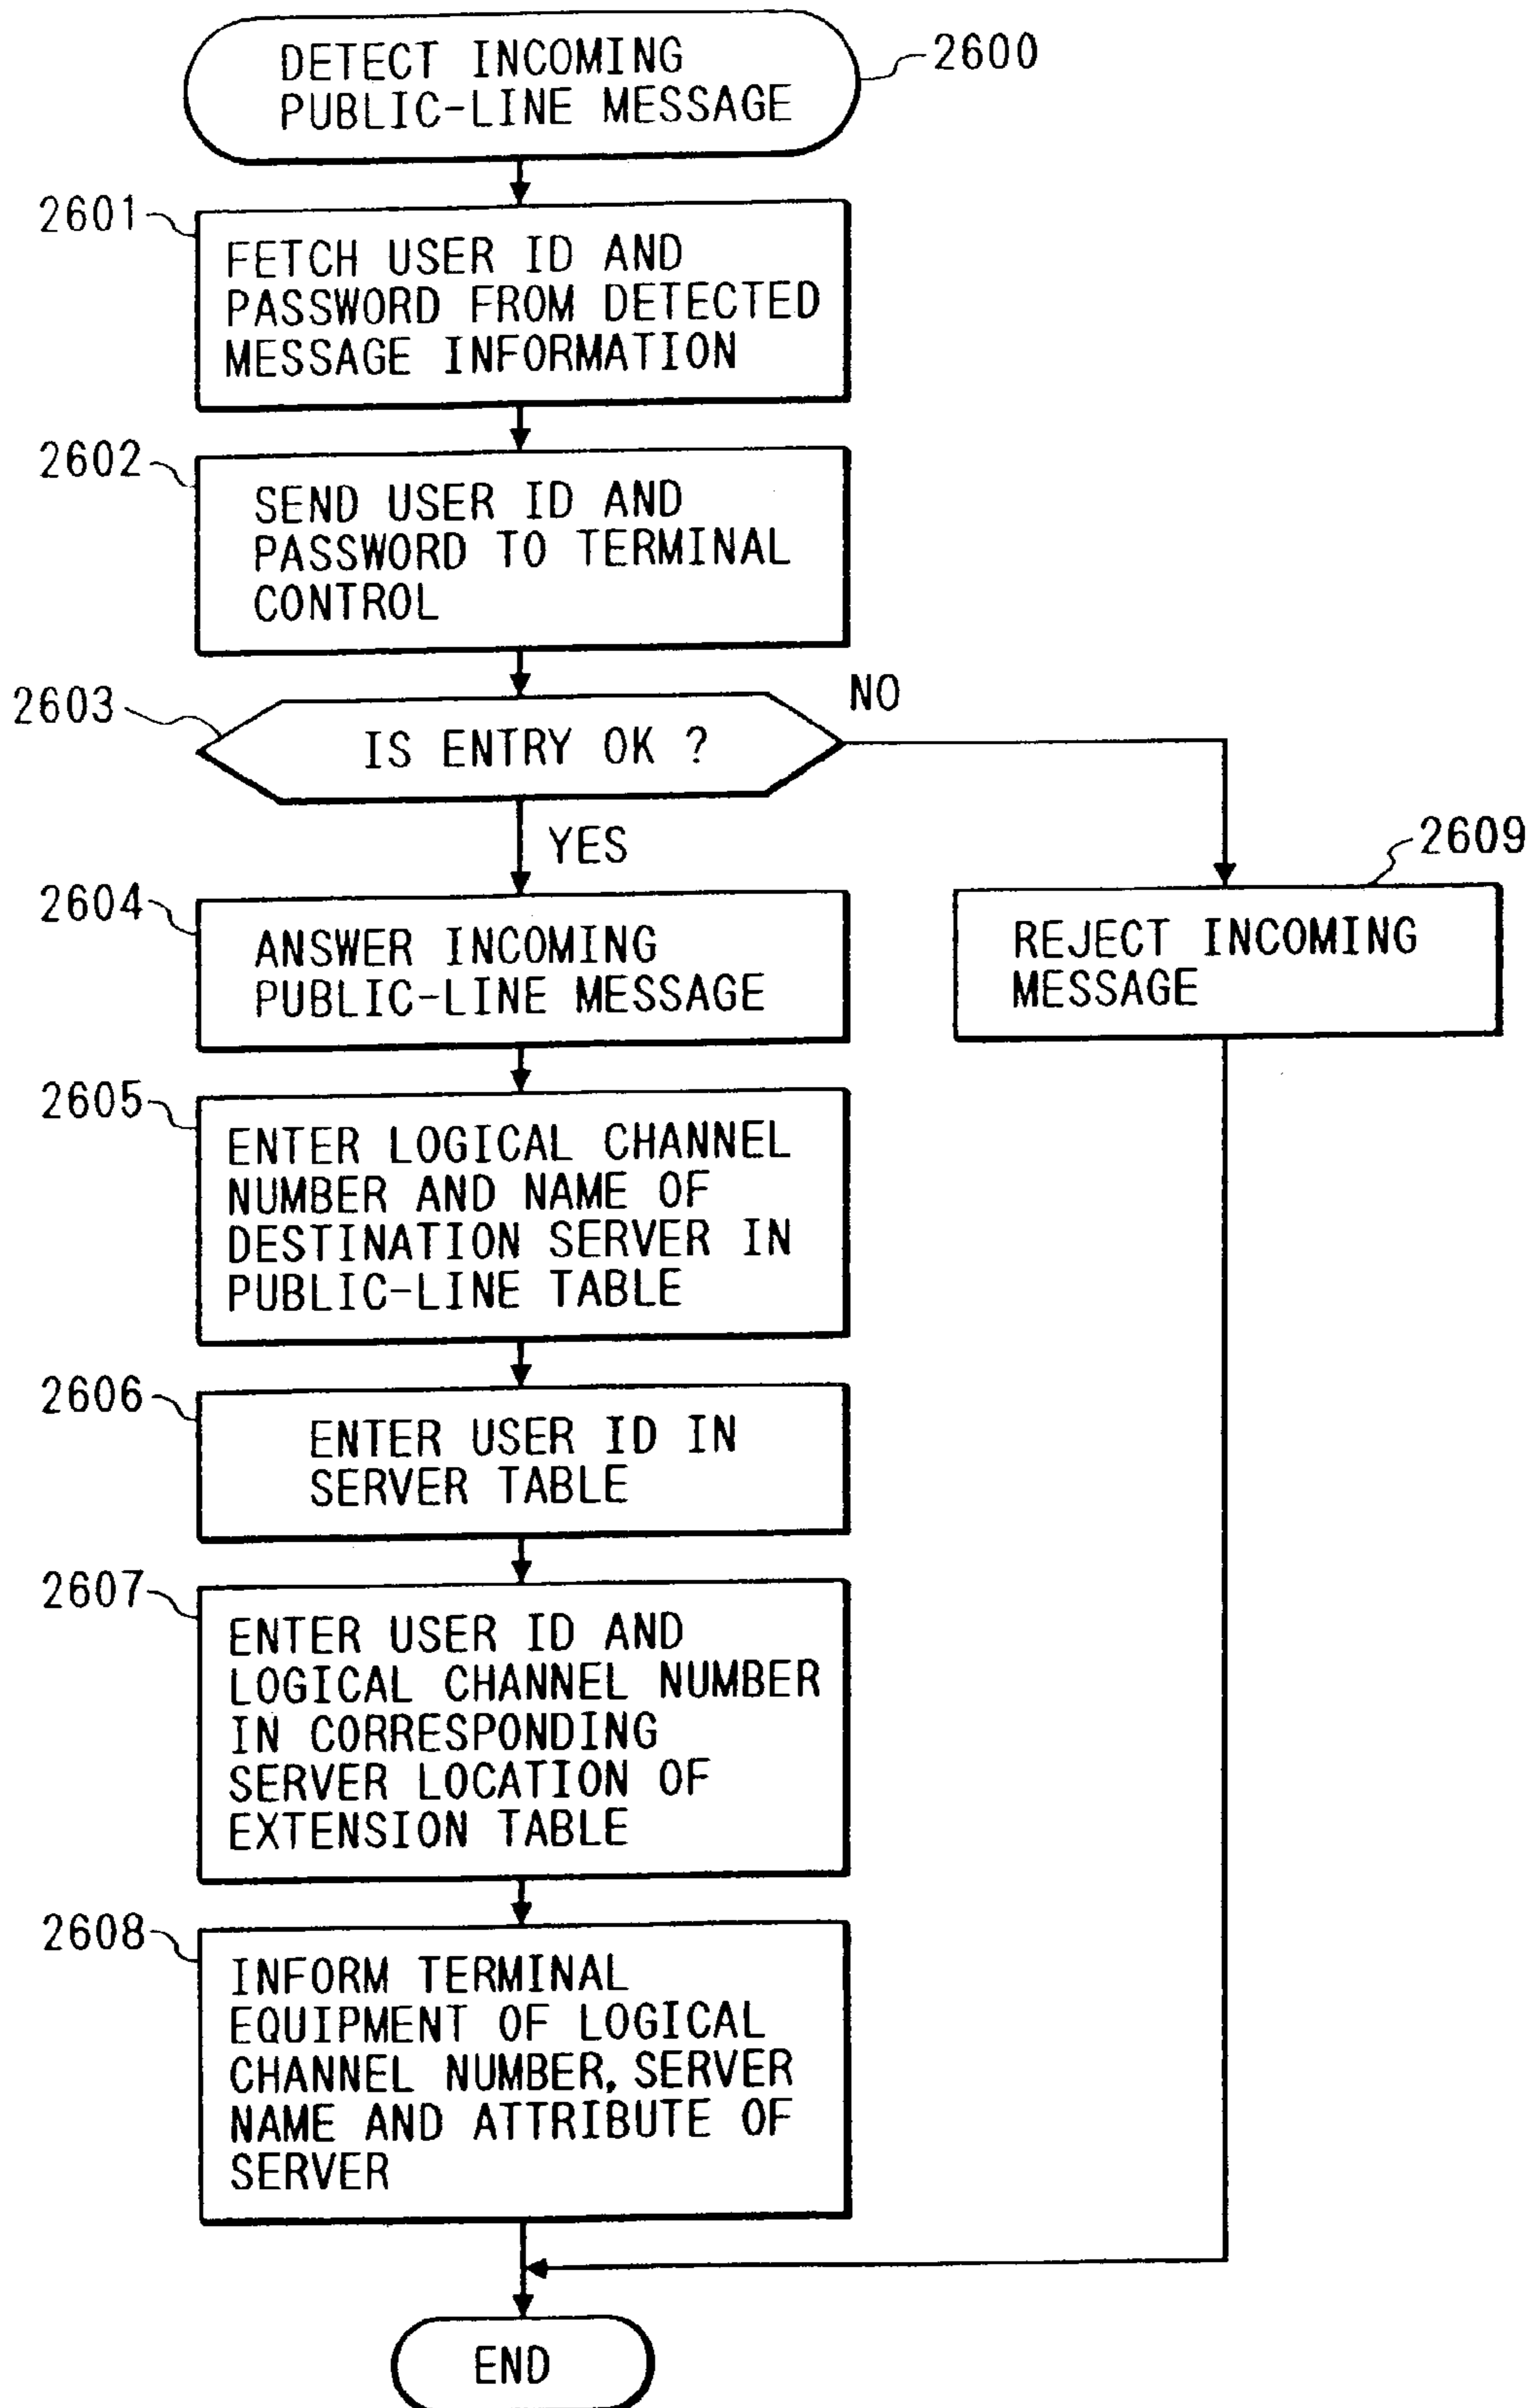 DETECT INCOMING
PUBLIC-LINE MESSAGE
2600
2601
FETCH USER ID AND
PASSWORD FROM DETECTED
MESSAGE INFORMATION
2602
SEND USER ID AND
PASSWORD TO TERMINAL
CONTROL
2603
IS ENTRY OK ?
NO
YES
2604
ANSWER INCOMING
PUBLIC-LINE MESSAGE
2609
REJECT INCOMING
MESSAGE
2605
ENTER LOGICAL CHANNEL
NUMBER AND NAME OF
DESTINATION SERVER IN
PUBLIC-LINE TABLE
2606
ENTER USER ID IN
SERVER TABLE
2607
ENTER USER ID AND
LOGICAL CHANNEL NUMBER
IN CORRESPONDING
SERVER LOCATION OF
EXTENSION TABLE
2608
INFORM TERMINAL
EQUIPMENT OF LOGICAL
CHANNEL NUMBER, SERVER
NAME AND ATTRIBUTE OF
SERVER
END